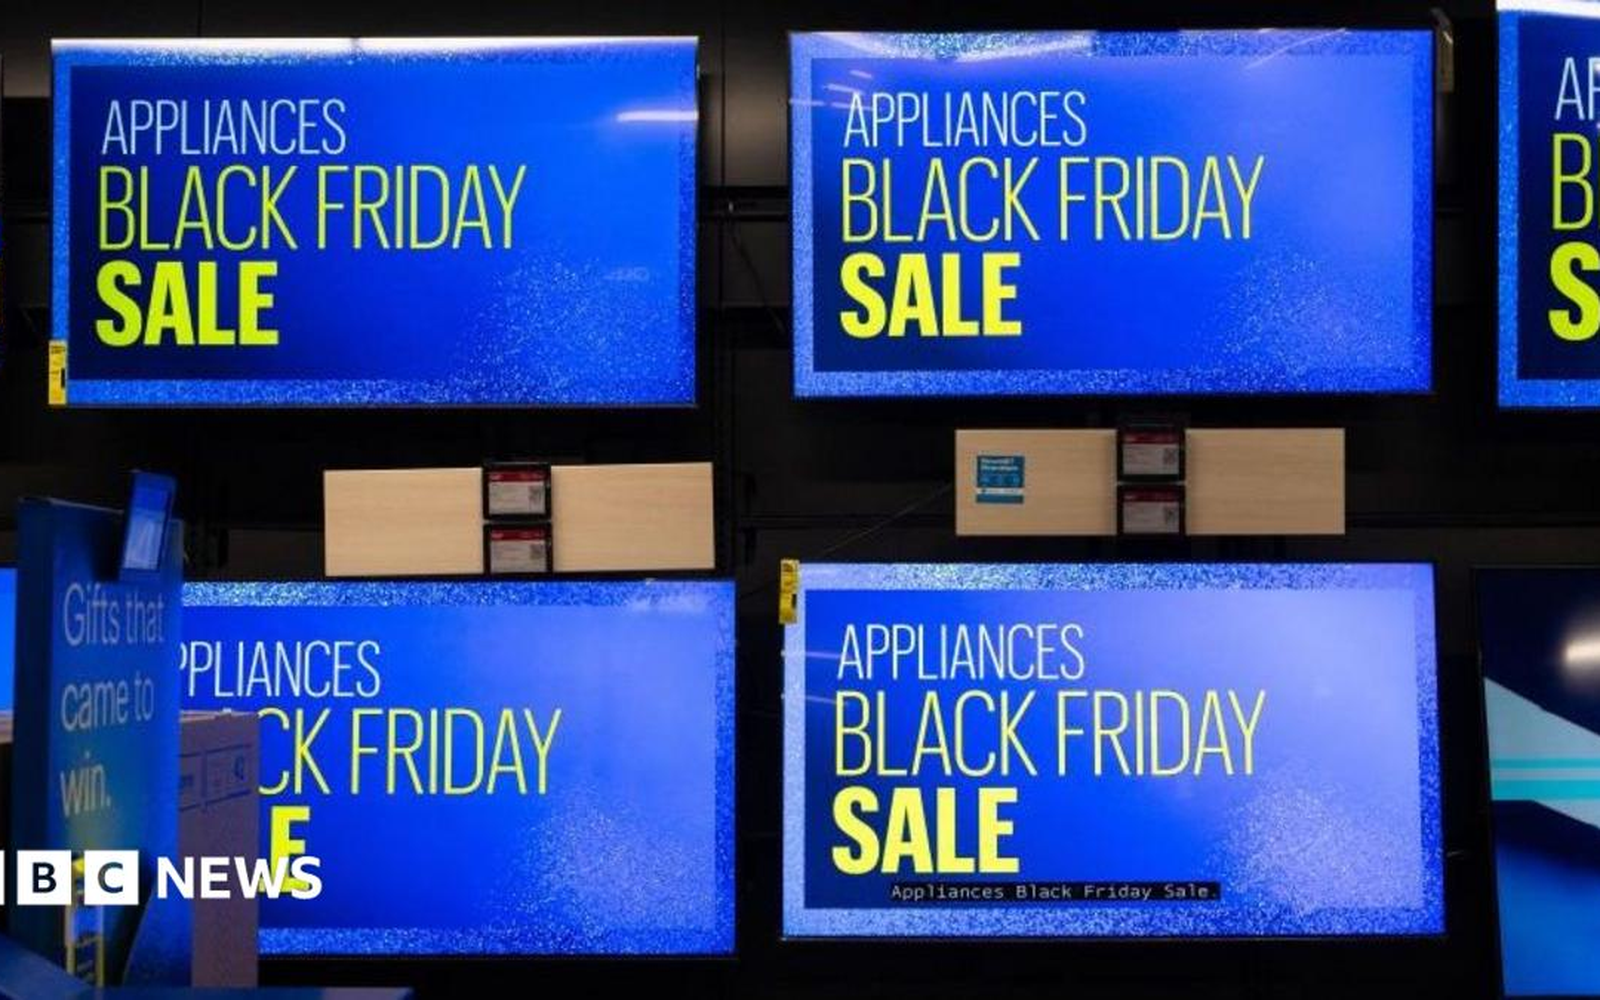 APPLIANCES
BLACK FRIDAY
SALE
APPLIANCES
BLACK FRIDAY
SALE
AP
B
S
Gifts that
came to
win.
PPLIANCES
CK FRIDAY
E
APPLIANCES
BLACK FRIDAY
SALE
Appliances Black Friday Sale.
BBC NEWS